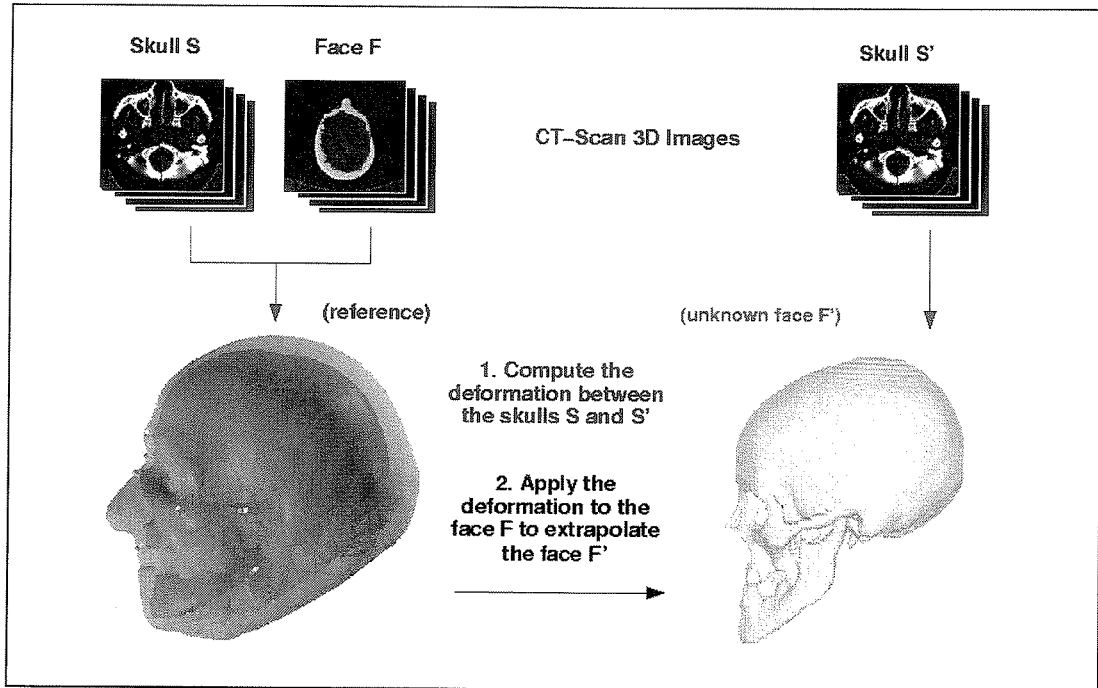 Skull S
Face F
Skull S'
CT-Scan 3D Images
(reference)
(unknown face F')
1. Compute the
deformation between
the skulls S and S'
2. Apply the
deformation to the
face F to extrapolate
the face F'